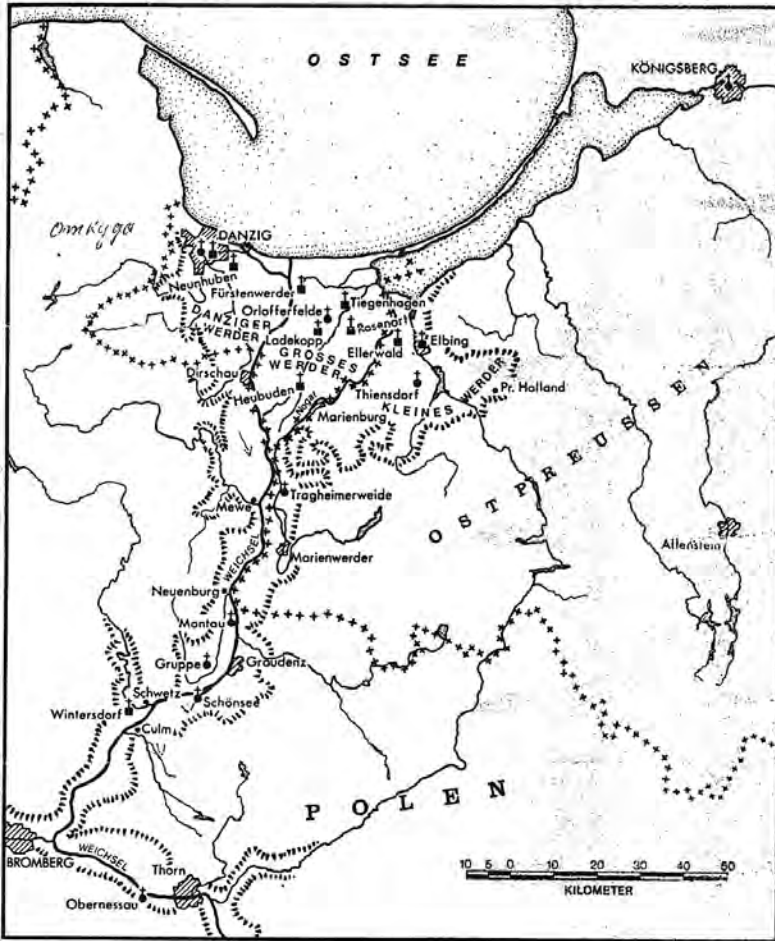 OSTSEE
KÖNIGSBERG
DANZIG
Neunhuben
Fürstenwerder
Tiegenhagen
Orlofferfelde
DANZIGER
WERDER
Ladekopp
Rosenort
Elbing
GROSSES
WERDER
Ellerwald
Dirschau
Heubuden
Thiensdorf
KLEINES WERDER
Pr. Holland
Nogat
Marienburg
OSTPREUSSEN
Tragheimerweide
Mewe
WEICHSEL
Marienwerder
Allenstein
Neuenburg
Montau
Gruppe
Graudenz
Schwetz
Schönsee
Wintersdorf
Culm
POLEN
BROMBERG
WEICHSEL
Thorn
Obernessau
10 5 0 10 20 30 40 50
KILOMETER